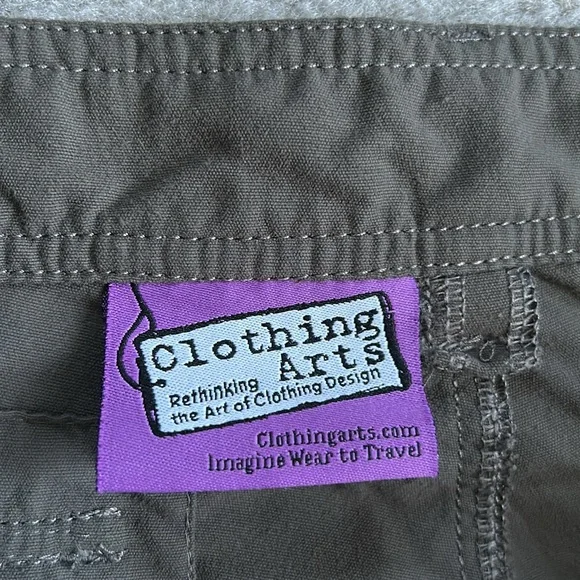 Clothing
Arts
Rethinking
the Art of Clothing Design
Clothingarts.com
Imagine Wear to Travel